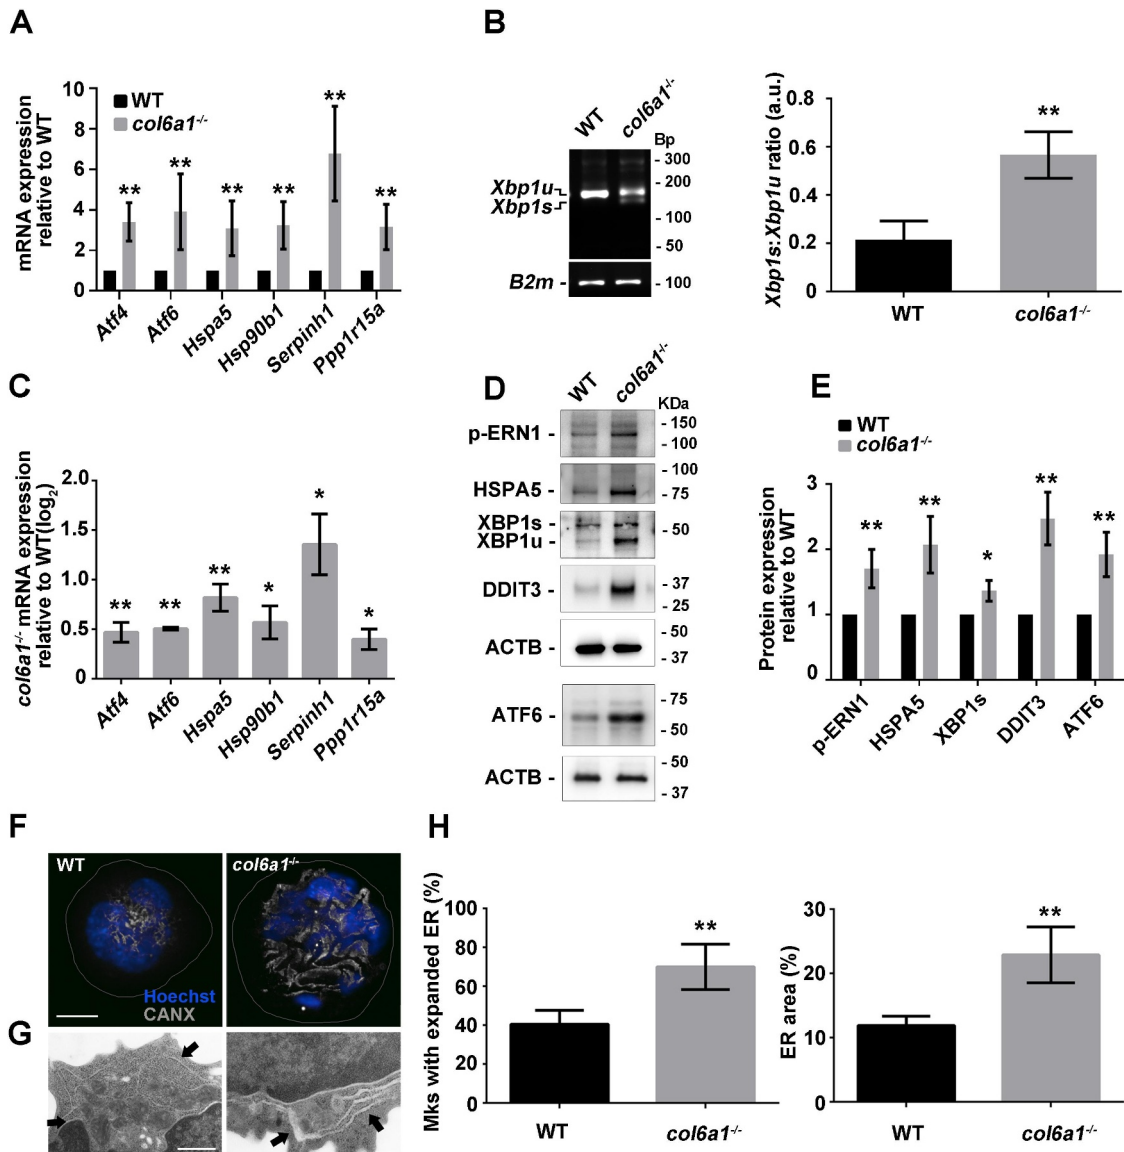 A
mRNA expression
relative to WT
10
8
6
4
2
0
WT
col6a1-/-
**
**
**
**
**
**
Atf4
Atf6
Hspa5
Hsp90b1
Serpinh1
Ppp1r15a
B
WT
col6a1-/-
Bp
- 300
- 200
- 100
- 50
- 100
Xbp1u
Xbp1s
B2m -
Xbp1s:Xbp1u ratio (a.u.)
0.8
0.6
0.4
0.2
0
**
WT
col6a1-/-
C
col6a1-/- mRNA expression
relative to WT(log2)
2.0
1.5
1.0
0.5
0
**
**
**
*
*
*
Atf4
Atf6
Hspa5
Hsp90b1
Serpinh1
Ppp1r15a
D
WT
col6a1-/-
KDa
p-ERN1 -
- 150
- 100
HSPA5 -
- 100
- 75
XBP1s -
XBP1u -
- 50
DDIT3 -
- 37
- 25
ACTB -
- 50
- 37
ATF6 -
- 75
- 50
ACTB -
- 50
- 37
E
WT
col6a1-/-
Protein expression
relative to WT
3
2
1
0
**
**
*
**
**
p-ERN1
HSPA5
XBP1s
DDIT3
ATF6
F
WT
col6a1-/-
Hoechst
CANX
G
H
Mks with expanded ER (%)
100
80
60
40
20
0
**
WT
col6a1-/-
ER area (%)
30
20
10
0
**
WT
col6a1-/-